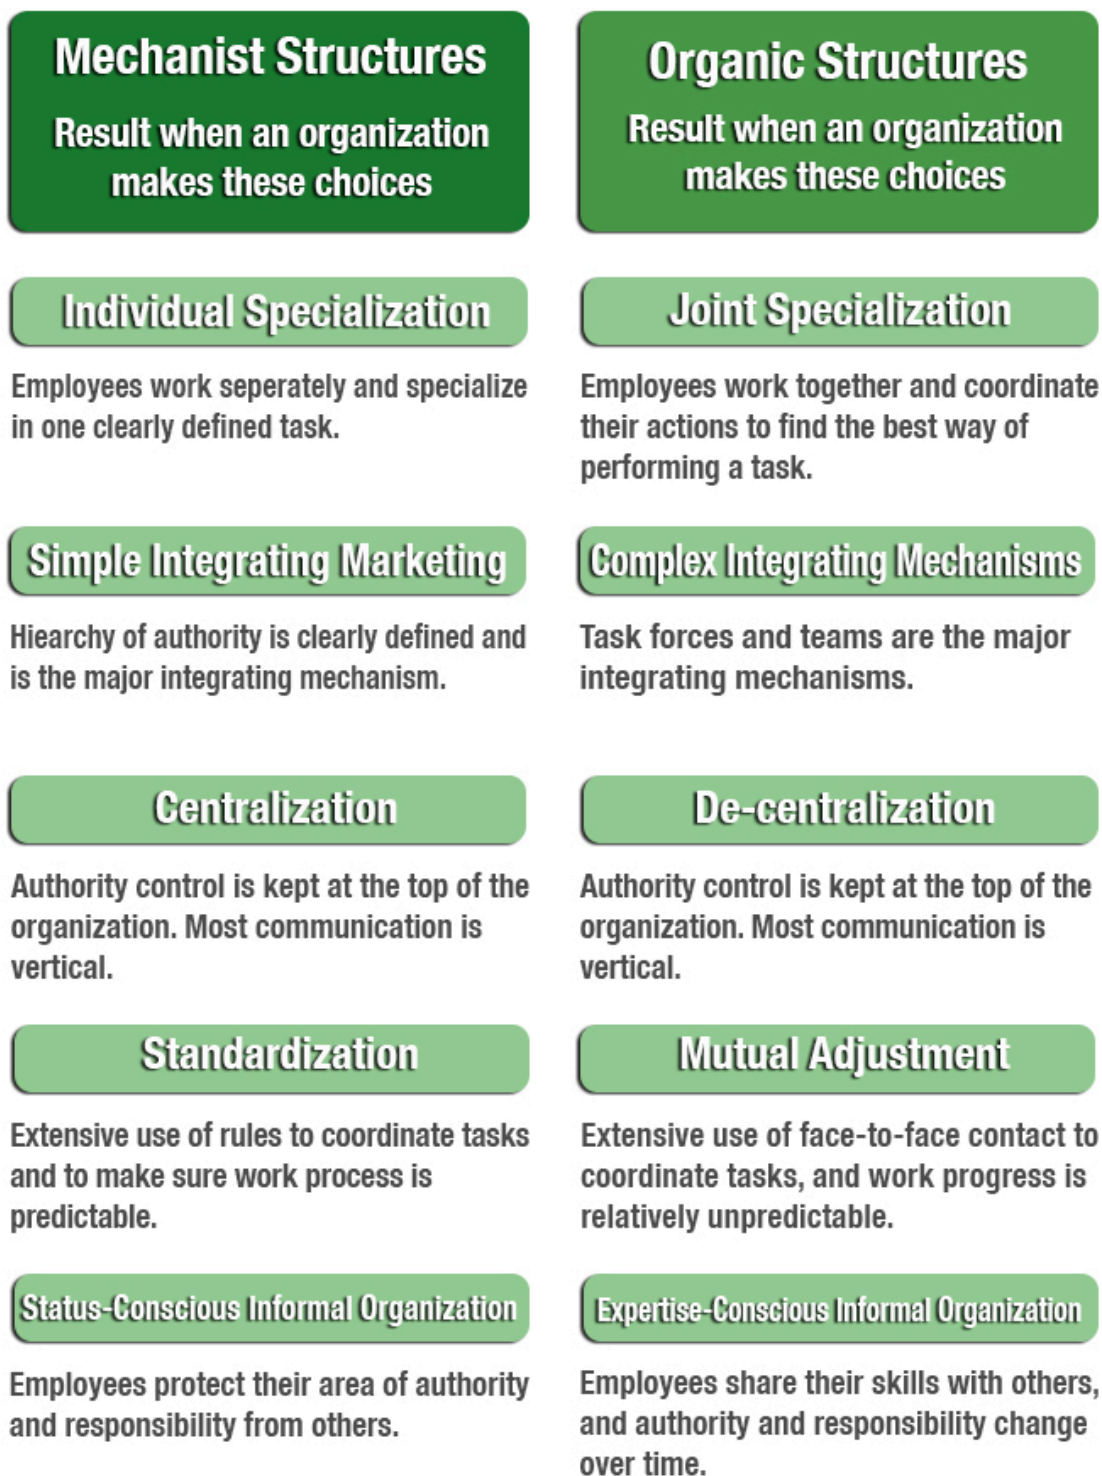 Mechanist Structures
Result when an organization
makes these choices
Organic Structures
Result when an organization
makes these choices
Individual Specialization
Employees work seperately and specialize
in one clearly defined task.
Joint Specialization
Employees work together and coordinate
their actions to find the best way of
performing a task.
Simple Integrating Marketing
Hiearchy of authority is clearly defined and
is the major integrating mechanism.
Complex Integrating Mechanisms
Task forces and teams are the major
integrating mechanisms.
Centralization
Authority control is kept at the top of the
organization. Most communication is
vertical.
De-centralization
Authority control is kept at the top of the
organization. Most communication is
vertical.
Standardization
Extensive use of rules to coordinate tasks
and to make sure work process is
predictable.
Mutual Adjustment
Extensive use of face-to-face contact to
coordinate tasks, and work progress is
relatively unpredictable.
Status-Conscious Informal Organization
Employees protect their area of authority
and responsibility from others.
Expertise-Conscious Informal Organization
Employees share their skills with others,
and authority and responsibility change
over time.